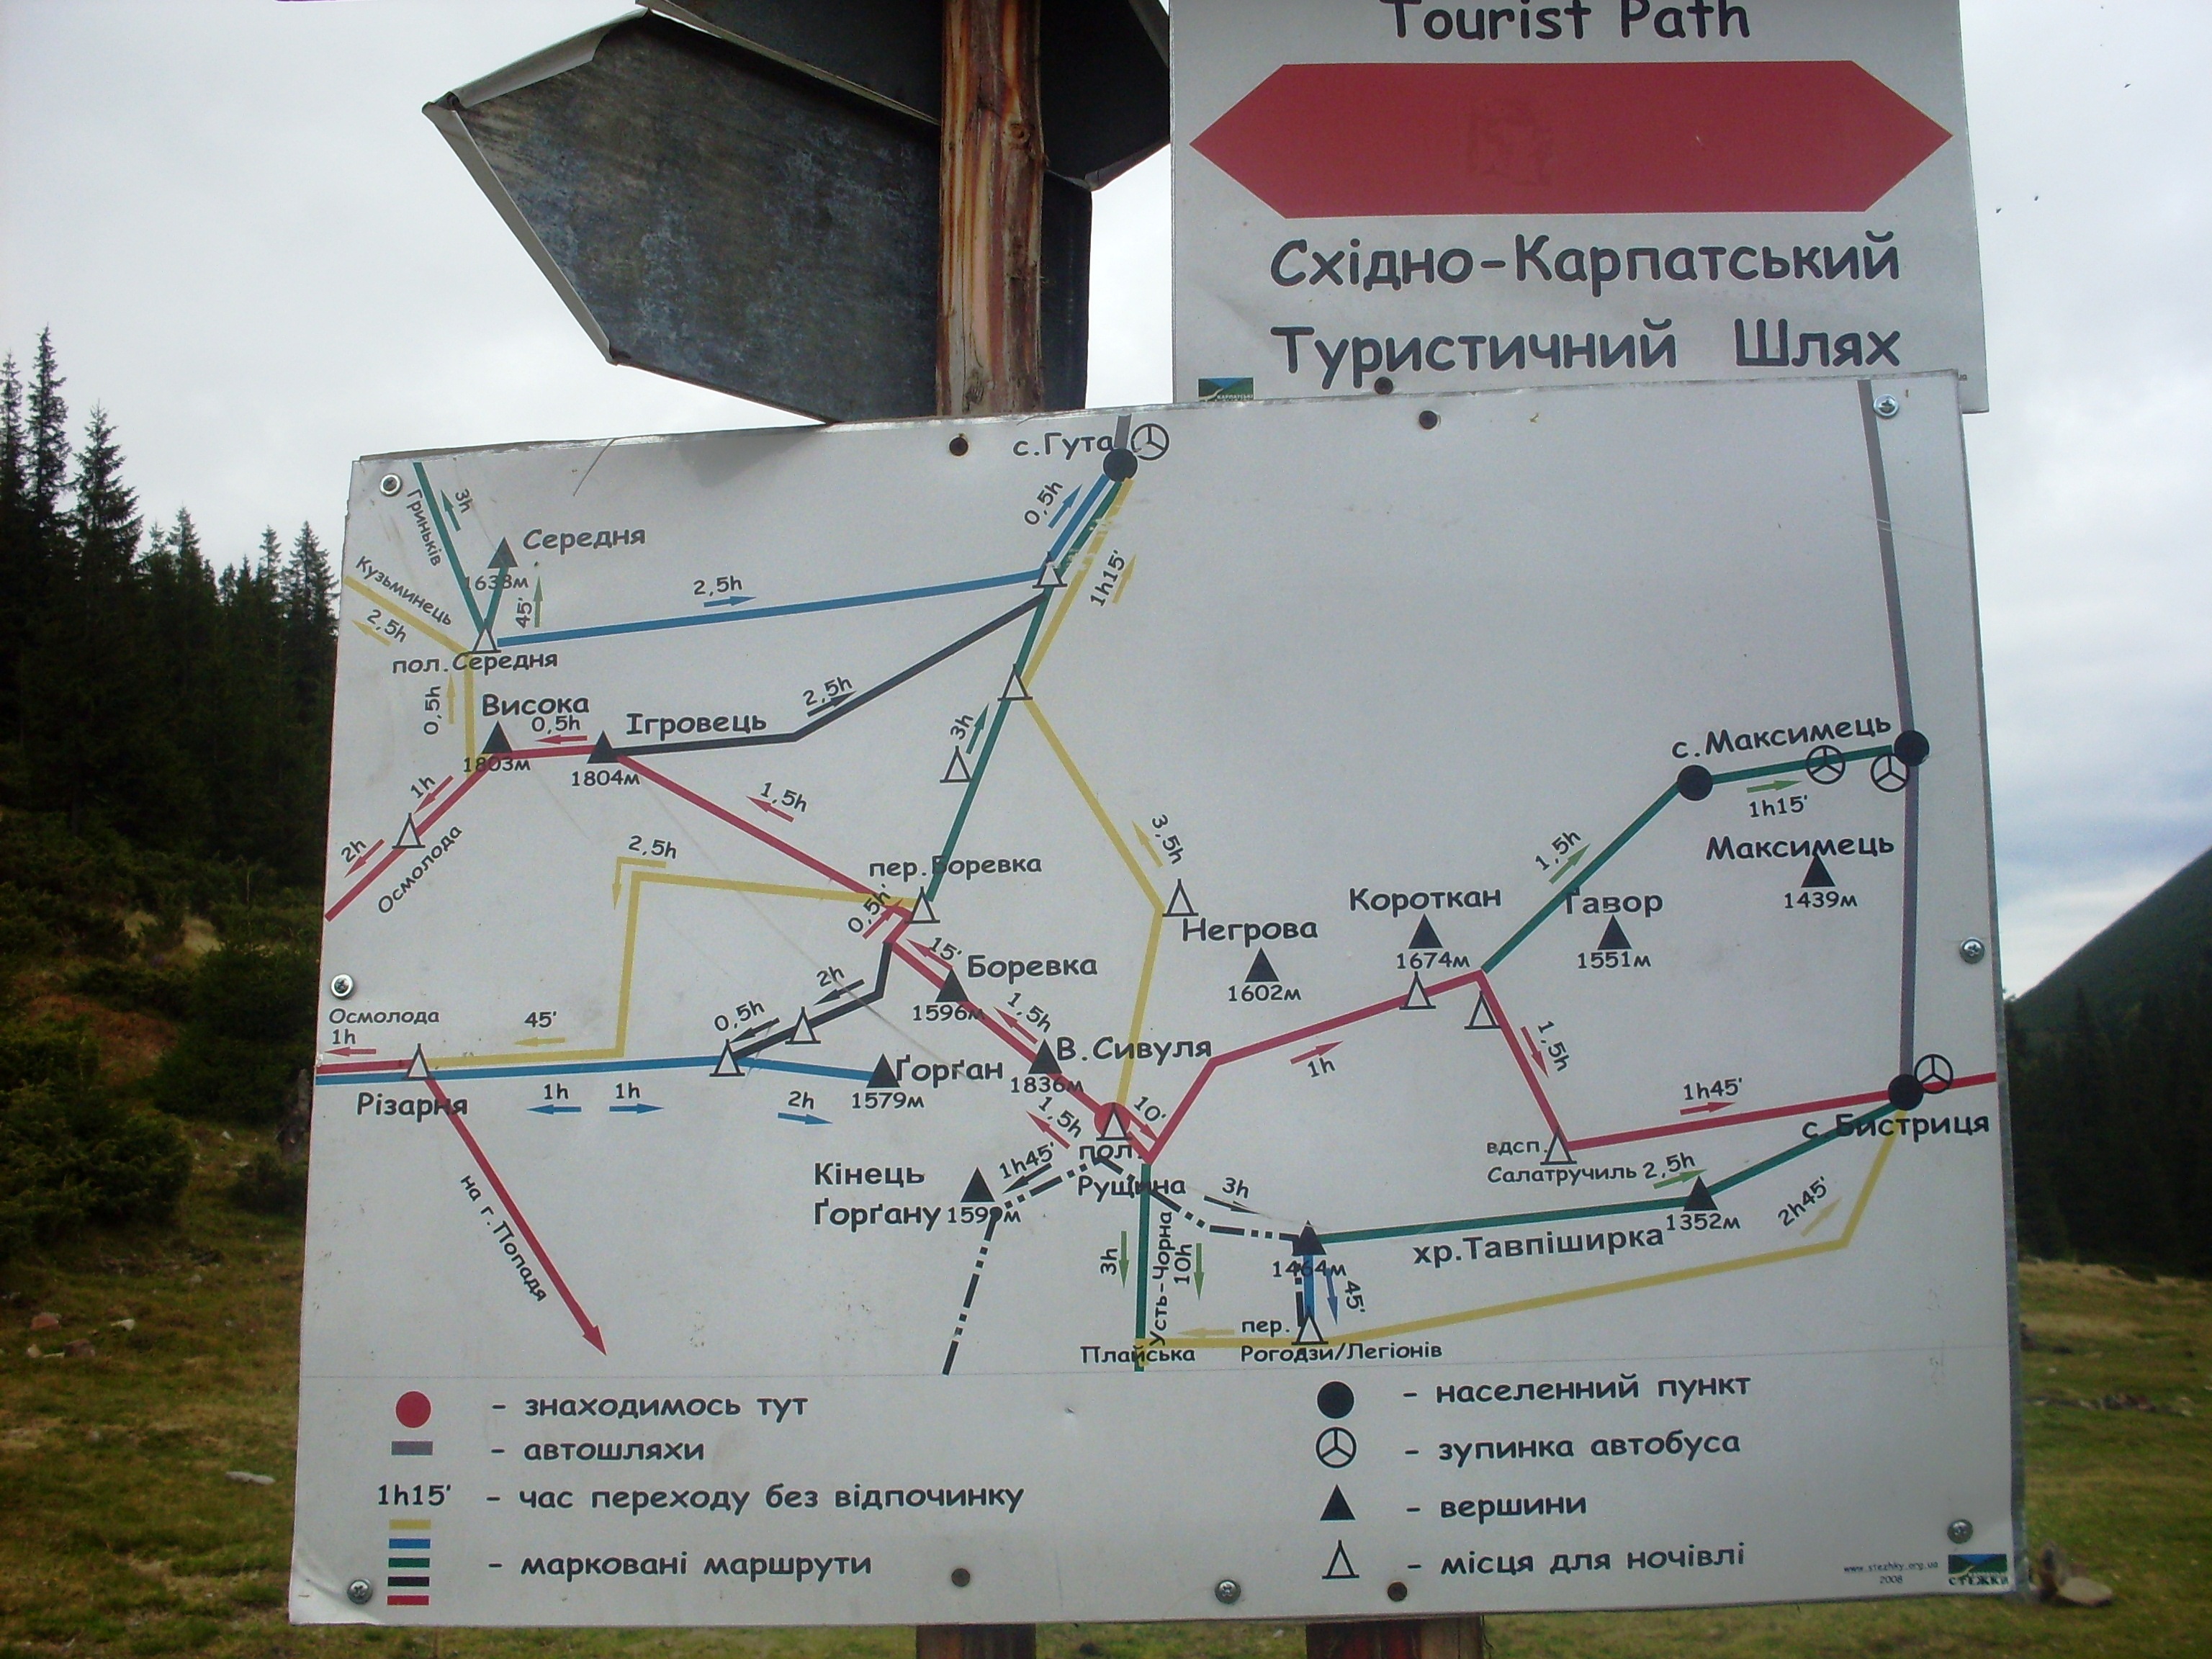 Tourist Path
Східно-Карпатський
Туристичний Шлях
с.Гута
0,5h
3h
Гриньків
Середня
1638м
45'
Кузьминець
2,5h
2,5h
1h15'
пол.Середня
0,5h
Висока
0,5h
1803м
Ігровець
1804м
2,5h
3h
1h
2h
Осмолода
1,5h
2,5h
пер.Боревка
0,5h
15'
3,5h
с.Максимець
1h15'
Максимець
1439м
1,5h
Ґавор
1551м
Короткан
1674м
Негрова
1602м
Боревка
1596м
2h
0,5h
1,5h
В.Сивуля
1836м
Осмолода
1h
45'
Різарня
1h
1h
2h
Ґорґан
1579м
1h
1,5h
1h45'
с.Бистриця
10'
1,5h
пол.
Рущина
1h45'
Кінець
Ґорґану
3h
вдсп.
Салатручиль
2,5h
1352м
хр.Тавпіширка
2h45'
1464м
45'
3h
Усть-Чорна
10h
на г.Попадя
пер.
Рогодзи/Легіонів
Плайська
- знаходимось тут
- автошляхи
1h15' - час переходу без відпочинку
- марковані маршрути
- населенний пункт
- зупинка автобуса
- вершини
- місця для ночівлі
www.stezhky.org.ua
2008
СТЕЖКИ